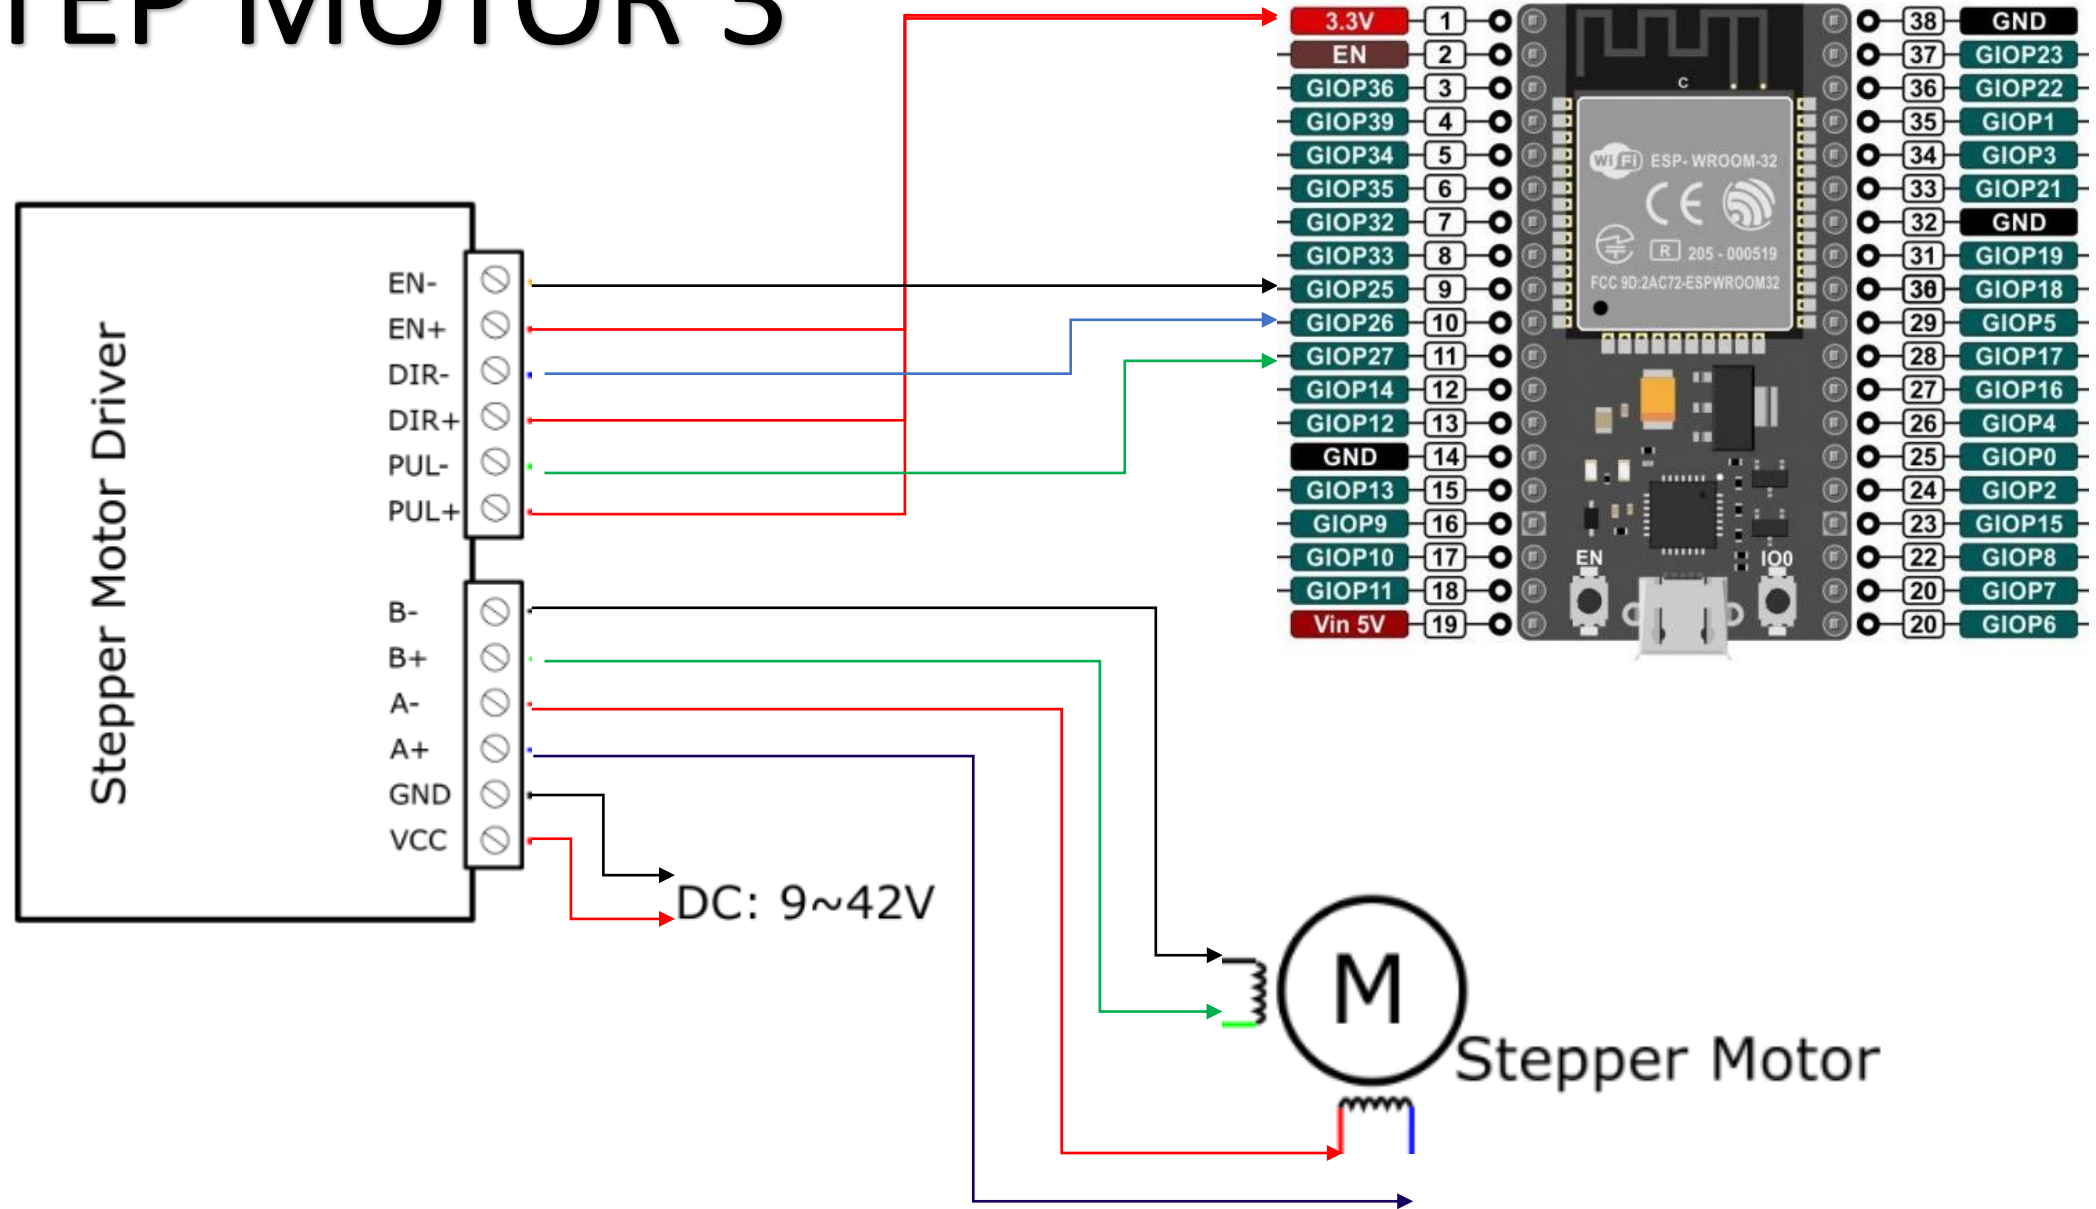 TEP MOTOR 3
Stepper Motor Driver
EN-
EN+
DIR-
DIR+
PUL-
PUL+
B-
B+
A-
A+
GND
VCC
DC: 9~42V
M
Stepper Motor
3.3V 1
EN 2
GIOP36 3
GIOP39 4
GIOP34 5
GIOP35 6
GIOP32 7
GIOP33 8
GIOP25 9
GIOP26 10
GIOP27 11
GIOP14 12
GIOP12 13
GND 14
GIOP13 15
GIOP9 16
GIOP10 17
GIOP11 18
Vin 5V 19
C
WiFi ESP-WROOM-32
CE
R 205-000519
FCC 9D:2AC72-ESPWROOM32
EN
IO0
38 GND
37 GIOP23
36 GIOP22
35 GIOP1
34 GIOP3
33 GIOP21
32 GND
31 GIOP19
30 GIOP18
29 GIOP5
28 GIOP17
27 GIOP16
26 GIOP4
25 GIOP0
24 GIOP2
23 GIOP15
22 GIOP8
20 GIOP7
20 GIOP6